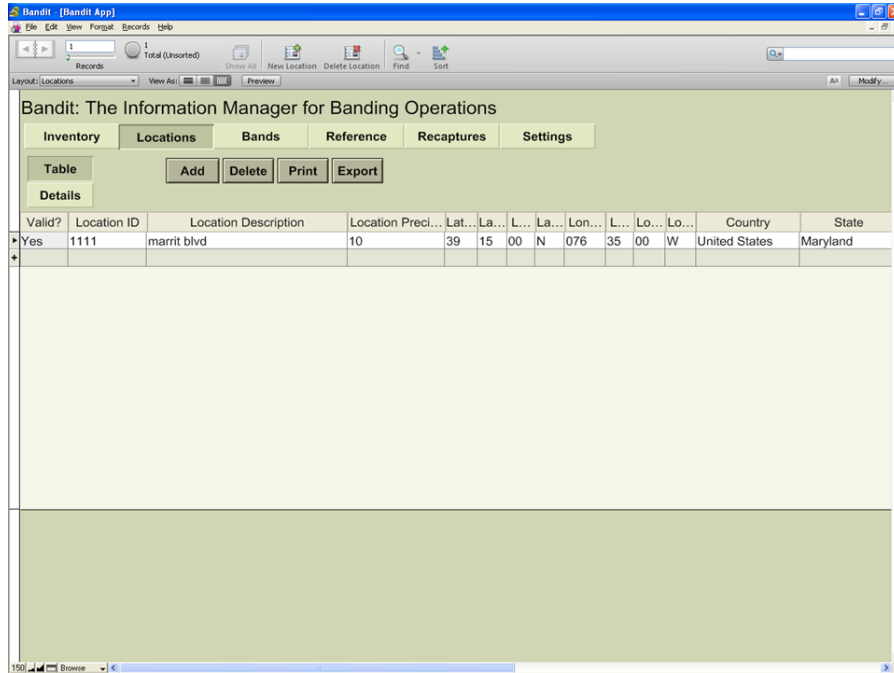 Bandit - [Bandit App]
File Edit View Format Records Help
1
Records
1
Total (Unsorted)
Show All New Location Delete Location Find Sort
Layout: Locations View As: Preview Aa Modify...
Bandit: The Information Manager for Banding Operations
Inventory Locations Bands Reference Recaptures Settings
Table Add Delete Print Export
Details
Valid? Location ID Location Description Location Preci... Lat... La... L... La... Lon... L... Lo... Lo... Country State
Yes 1111 marrit blvd 10 39 15 00 N 076 35 00 W United States Maryland
150 Browse